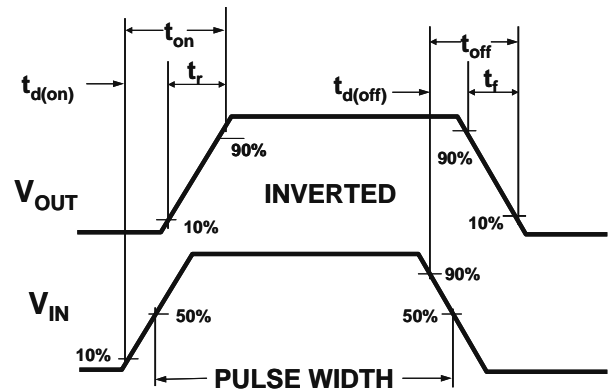 t_on
t_off
t_d(on)
t_r
t_d(off)
t_f
90%
90%
V_OUT
INVERTED
10%
10%
90%
V_IN
50%
50%
10%
PULSE WIDTH